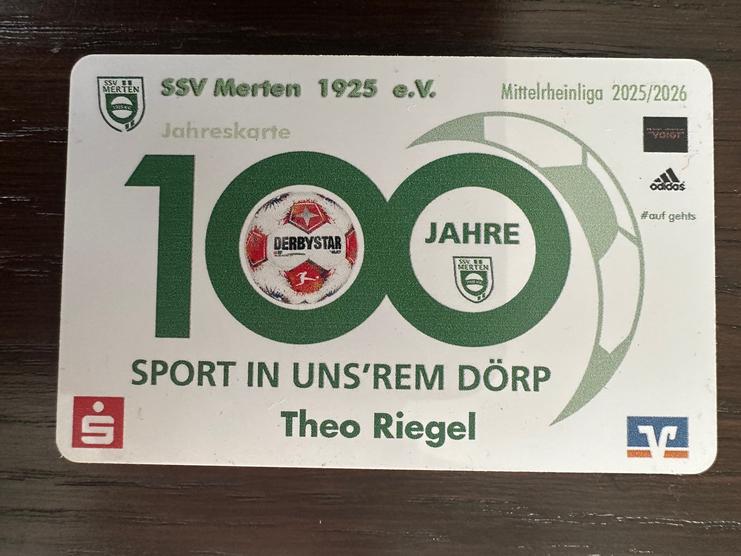 SSV MERTEN
SSV Merten 1925 e.V.
Mittelrheinliga 2025/2026
Jahreskarte
VOIGT
adidas
#auf gehts
100
DERBYSTAR
JAHRE
SSV MERTEN
SPORT IN UNS'REM DÖRP
Theo Riegel